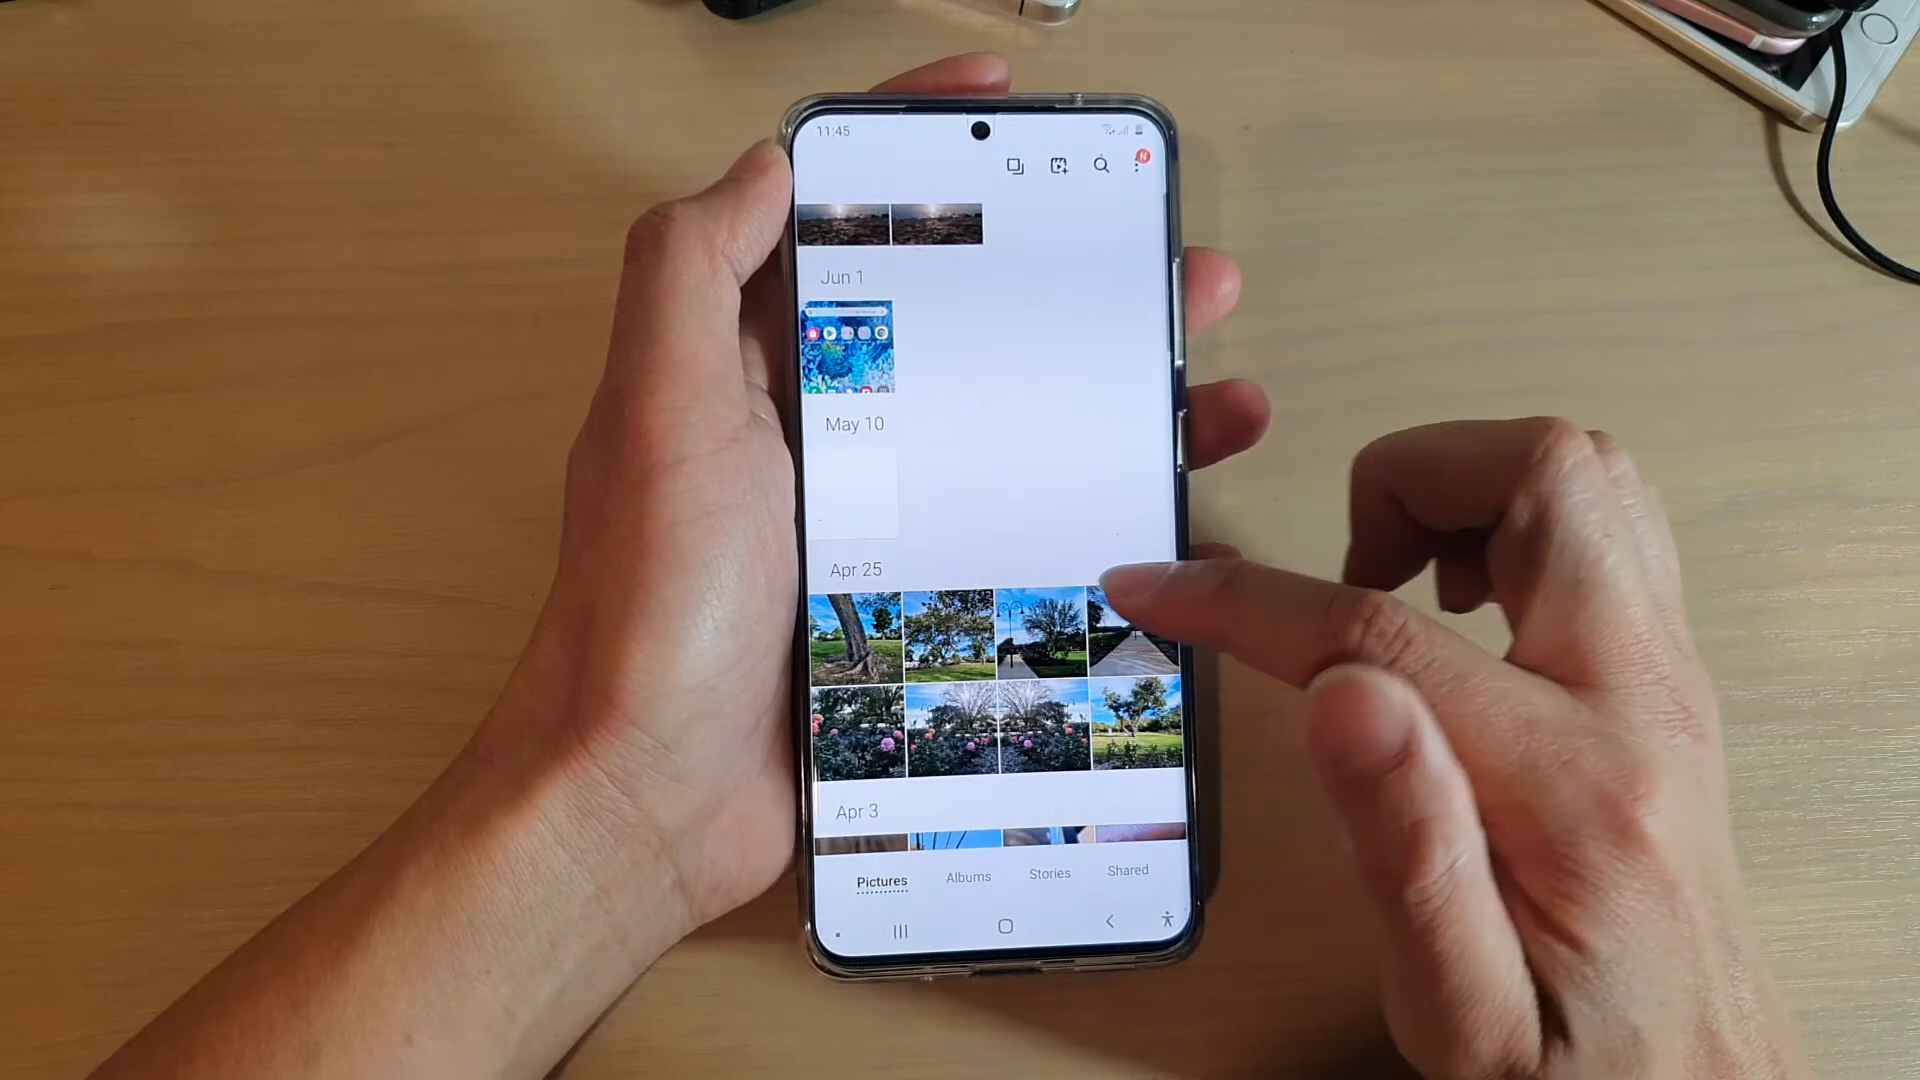 11:45
N
Jun 1
May 10
Apr 25
Apr 3
Pictures
Albums
Stories
Shared